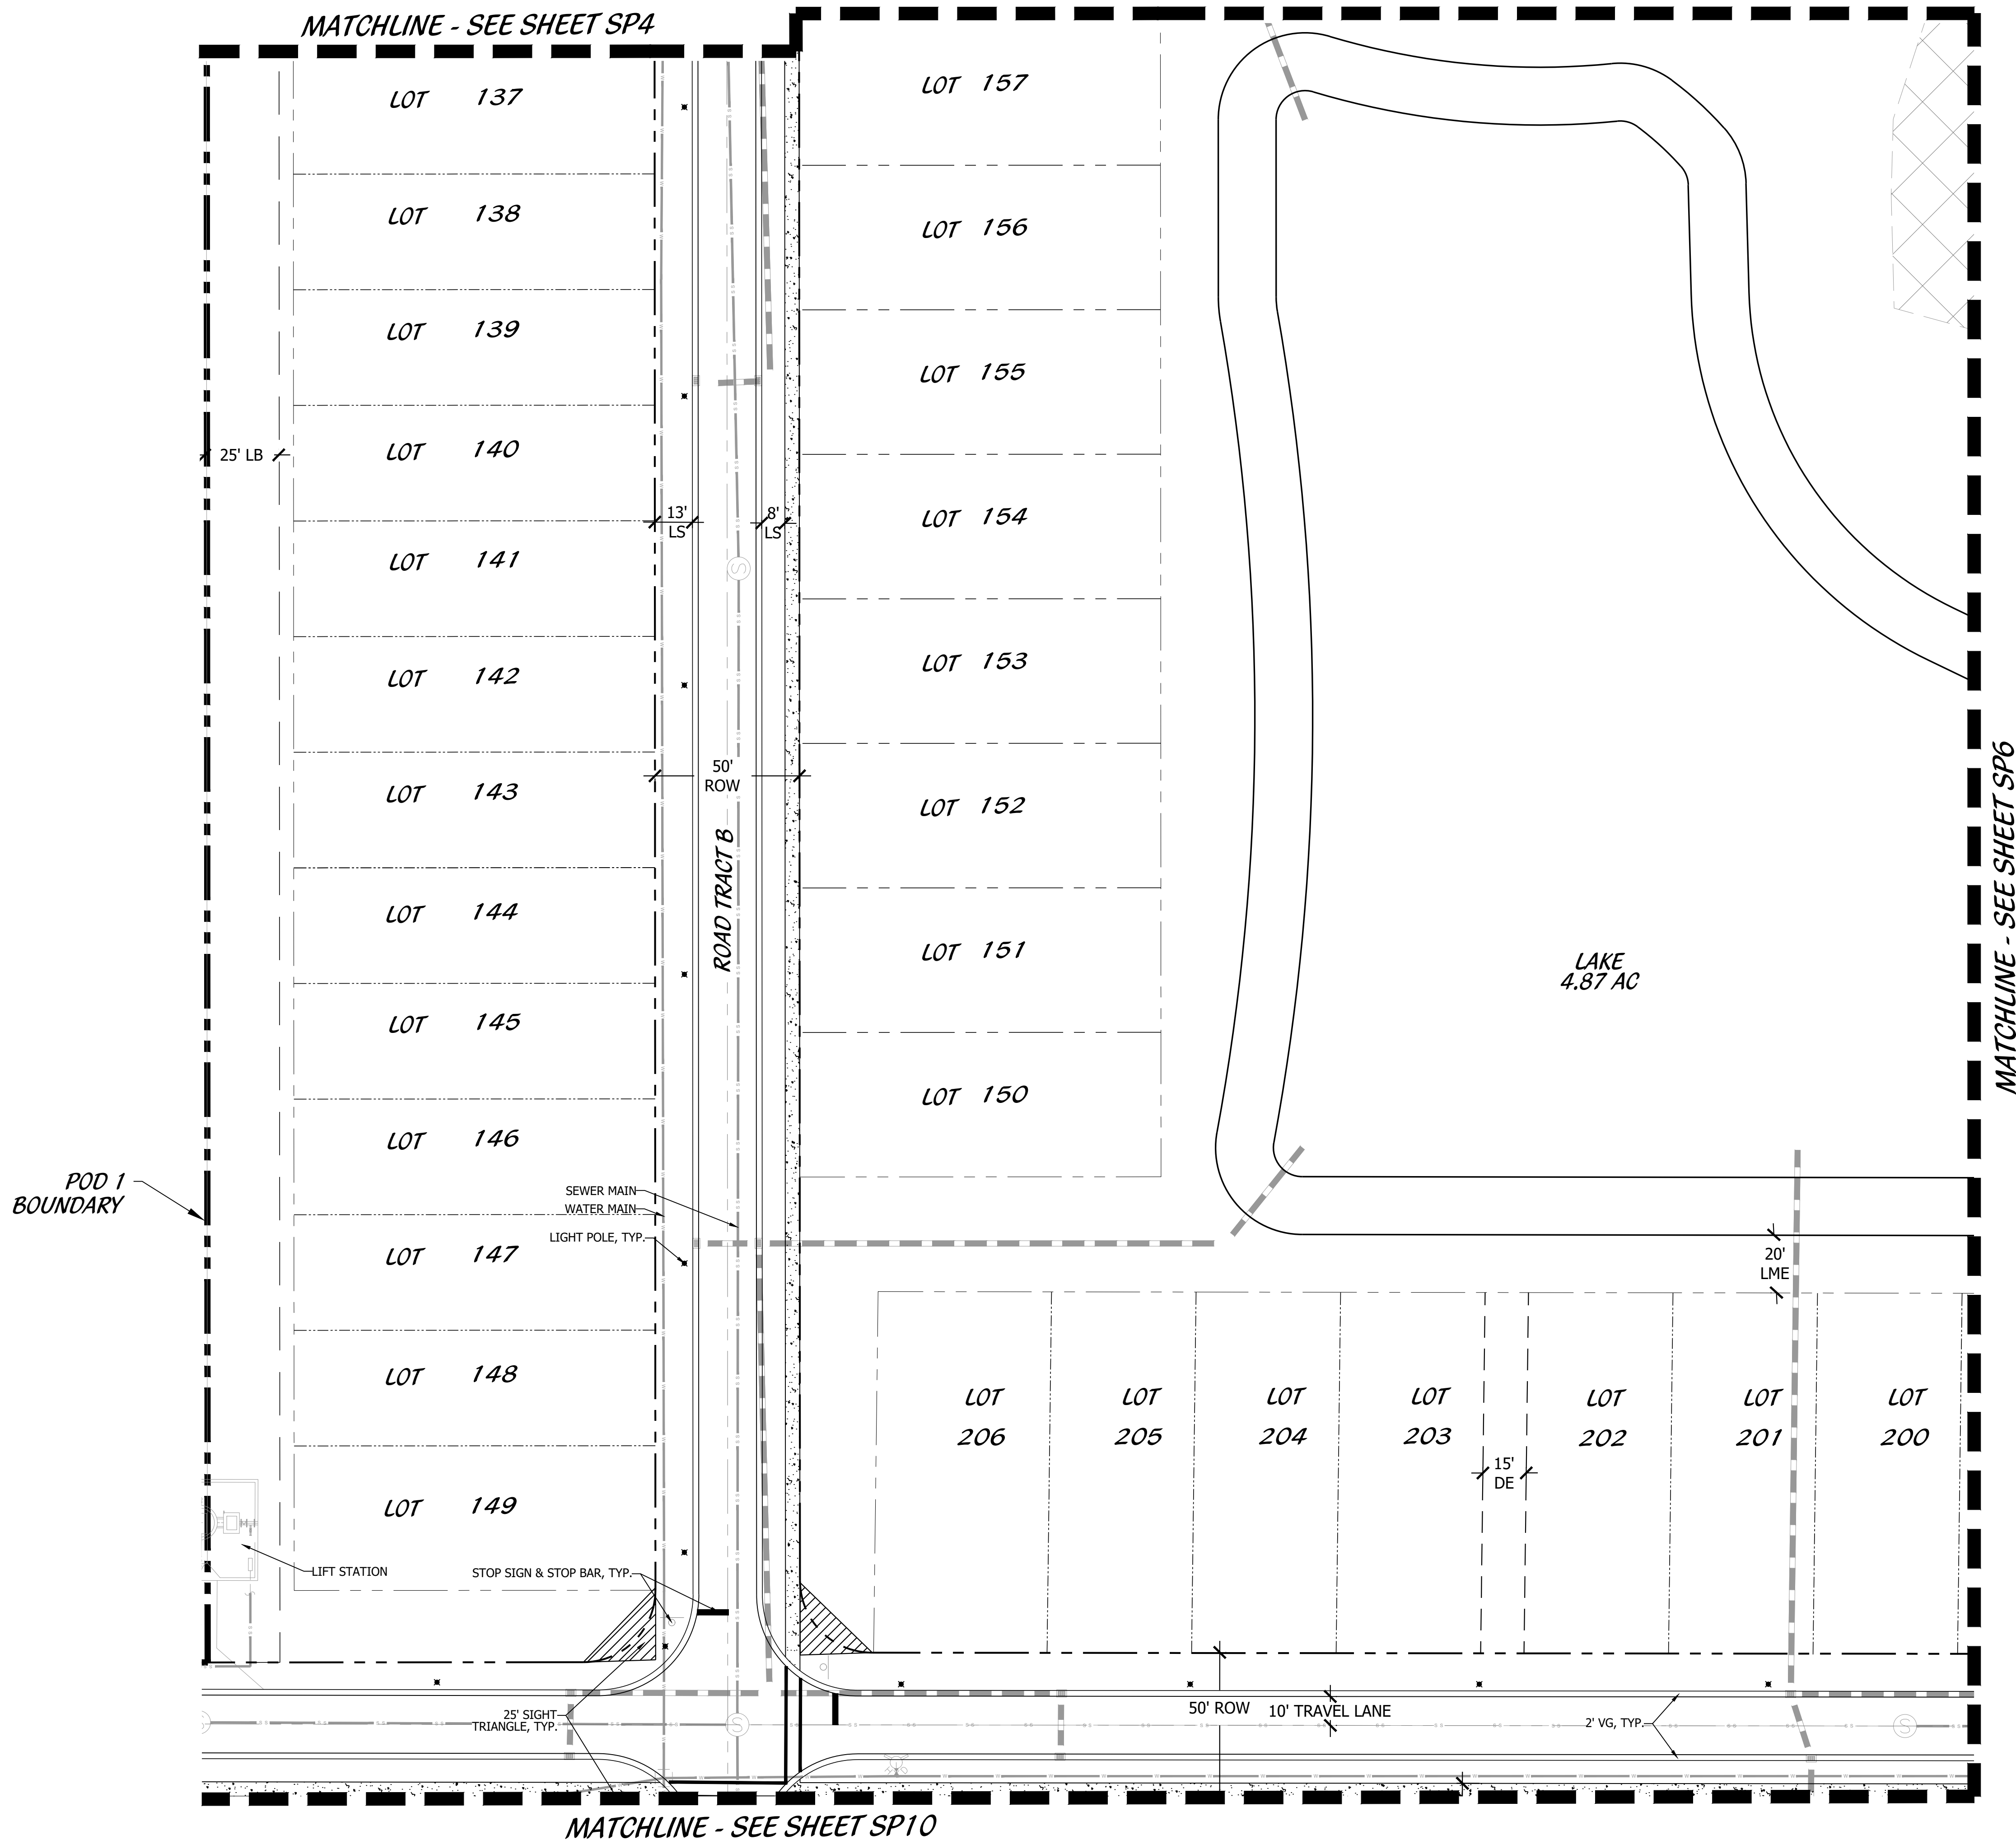 MATCHLINE - SEE SHEET SP4
LOT 137
LOT 138
LOT 139
LOT 140
LOT 141
LOT 142
LOT 143
LOT 144
LOT 145
LOT 146
LOT 147
LOT 148
LOT 149
25' LB
POD 1
BOUNDARY
LIFT STATION
13'
LS
8'
LS
50'
ROW
ROAD TRACT B
SEWER MAIN
WATER MAIN
LIGHT POLE, TYP.
STOP SIGN & STOP BAR, TYP.
25' SIGHT
TRIANGLE, TYP.
LOT 157
LOT 156
LOT 155
LOT 154
LOT 153
LOT 152
LOT 151
LOT 150
LAKE
4.87 AC
20'
LME
LOT
206
LOT
205
LOT
204
LOT
203
15'
DE
LOT
202
LOT
201
LOT
200
50' ROW
10' TRAVEL LANE
2' VG, TYP.
S
S
S
MATCHLINE - SEE SHEET SP6
MATCHLINE - SEE SHEET SP10